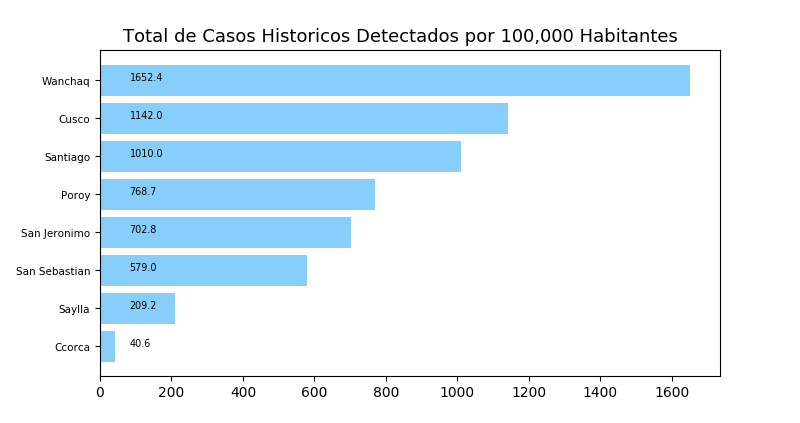 Total de Casos Historicos Detectados por 100,000 Habitantes
Wanchaq 1652.4
Cusco 1142.0
Santiago 1010.0
Poroy 768.7
San Jeronimo 702.8
San Sebastian 579.0
Saylla 209.2
Ccorca 40.6
0 200 400 600 800 1000 1200 1400 1600